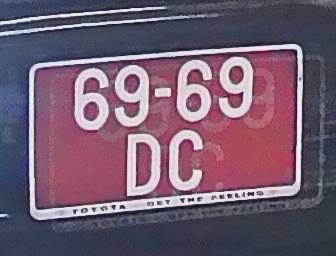 69-69
DC
TOYOTA GET THE FEELING